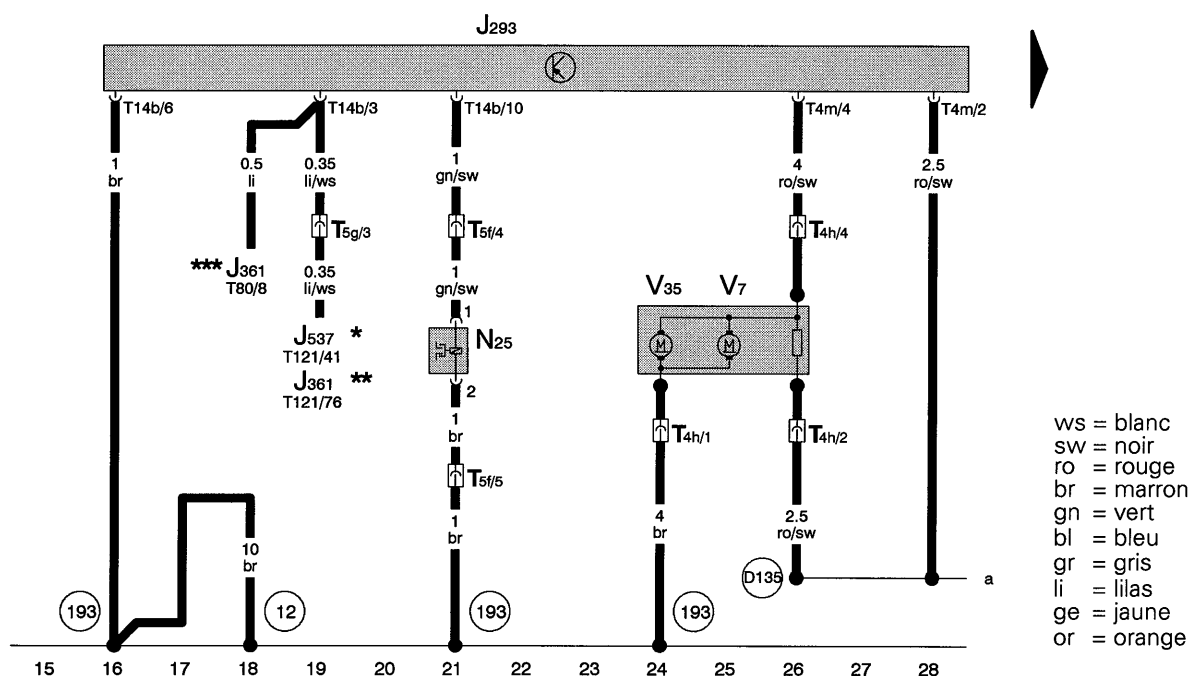 J293
T14b/6
T14b/3
T14b/10
T4m/4
T4m/2
1
br
0.5
li
0.35
li/ws
1
gn/sw
4
ro/sw
2.5
ro/sw
T5g/3
T5f/4
T4h/4
*** J361
T80/8
0.35
li/ws
1
gn/sw
V35
V7
1
J537 *
T121/41
J361 **
T121/76
N25
M
M
2
1
br
T4h/1
T4h/2
T5f/5
10
br
1
br
4
br
2.5
ro/sw
D135
a
193
12
193
193
15 16 17 18 19 20 21 22 23 24 25 26 27 28
ws = blanc
sw = noir
ro = rouge
br = marron
gn = vert
bl = bleu
gr = gris
li = lilas
ge = jaune
or = orange